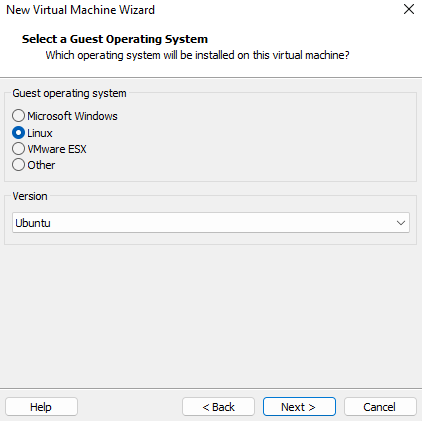 New Virtual Machine Wizard
Select a Guest Operating System
Which operating system will be installed on this virtual machine?
Guest operating system
Microsoft Windows
Linux
VMware ESX
Other
Version
Ubuntu
Help
< Back
Next >
Cancel